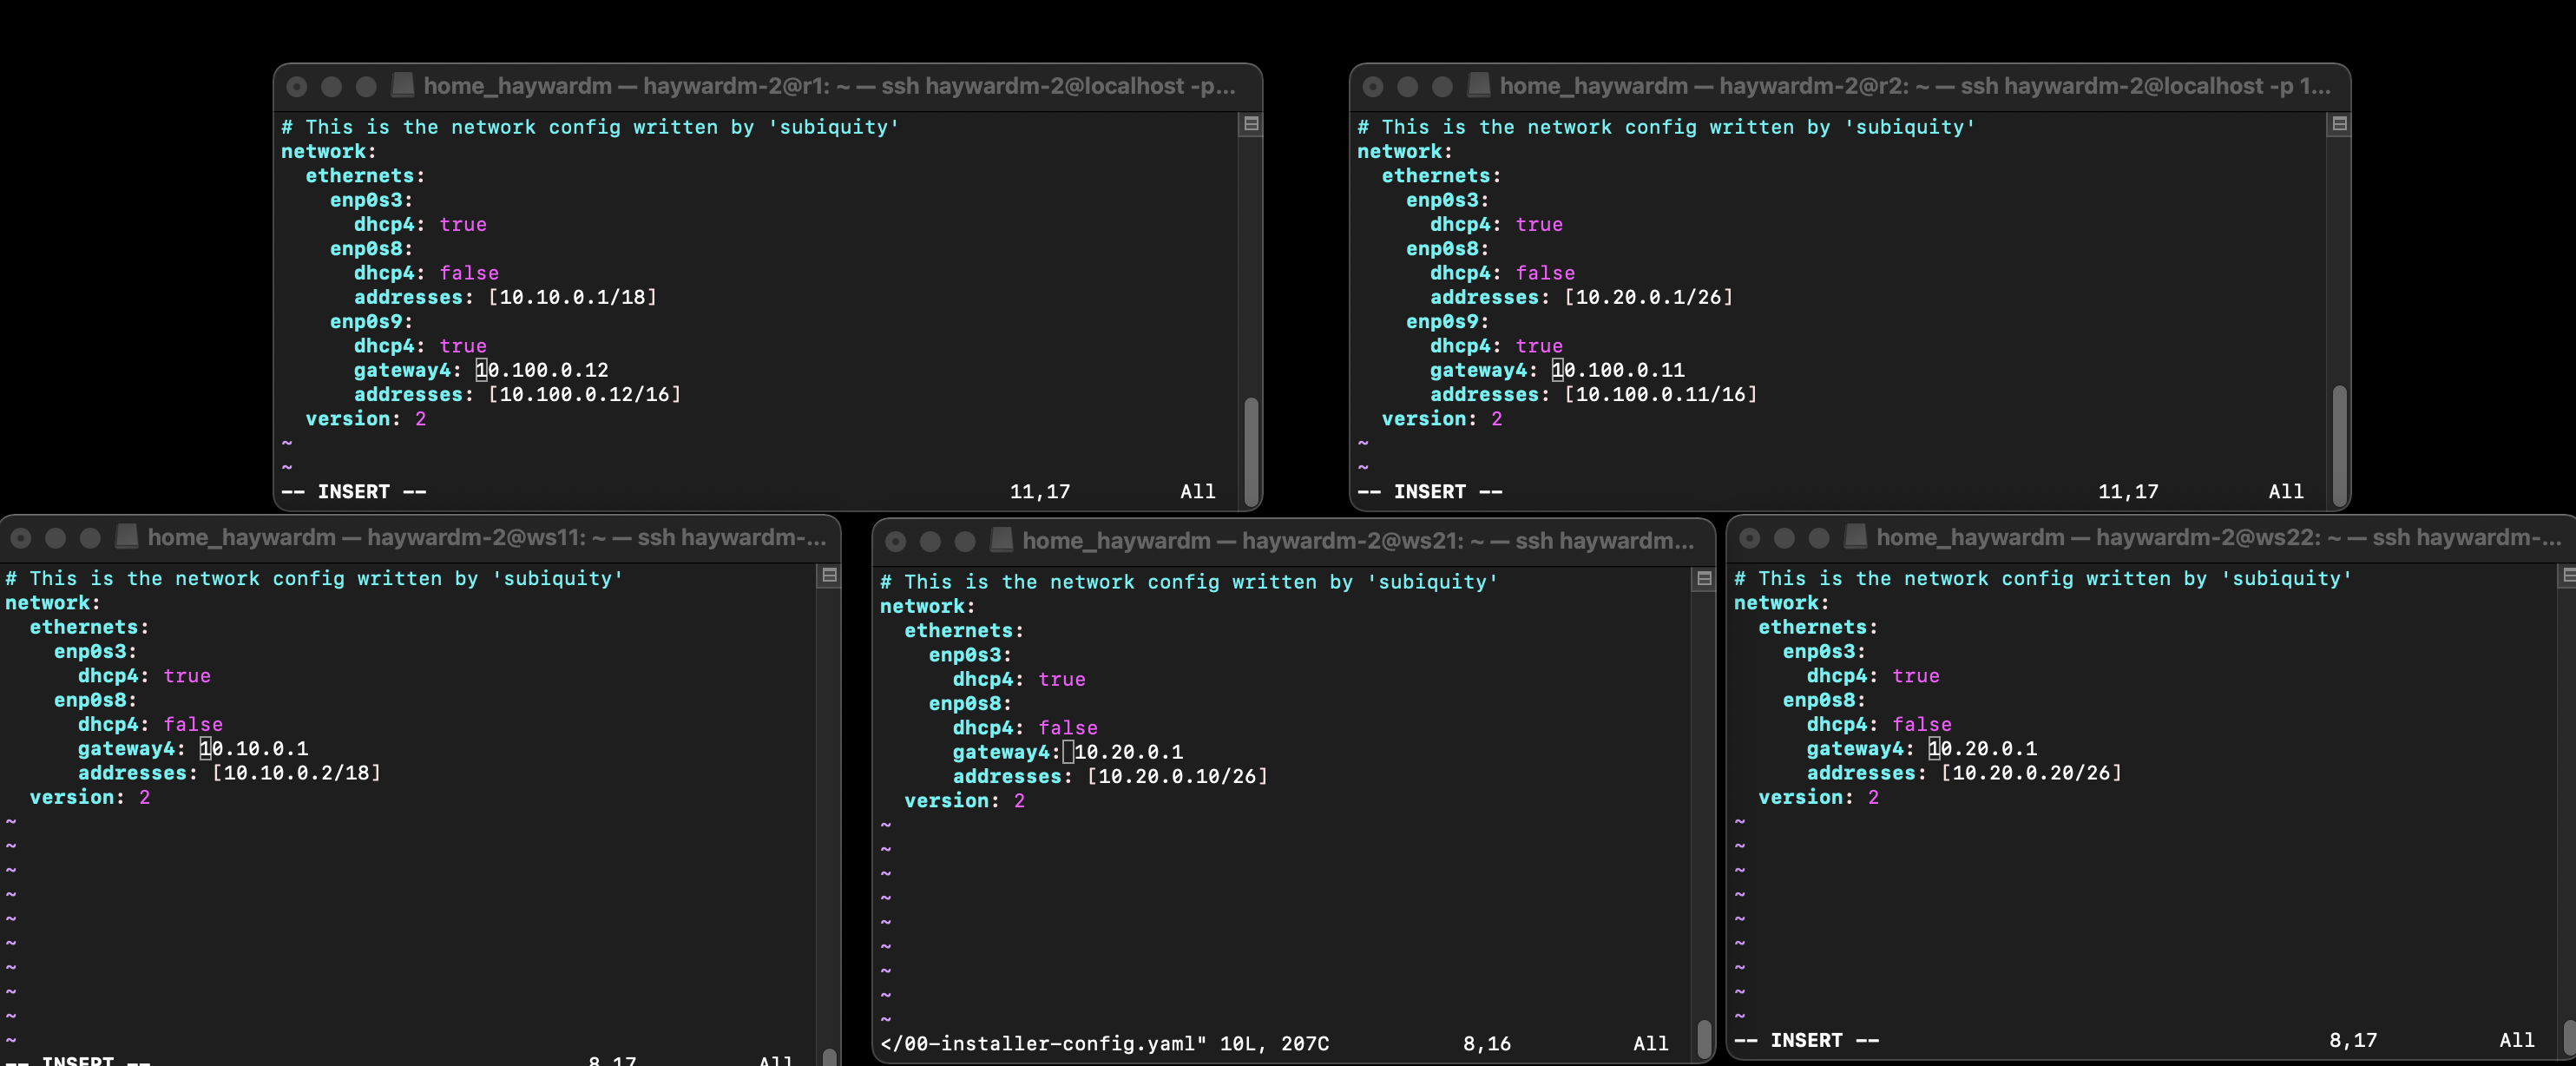 home_haywardm — haywardm-2@r1: ~ — ssh haywardm-2@localhost -p...
# This is the network config written by 'subiquity'
network:
  ethernets:
    enp0s3:
      dhcp4: true
    enp0s8:
      dhcp4: false
      addresses: [10.10.0.1/18]
    enp0s9:
      dhcp4: true
      gateway4: 10.100.0.12
      addresses: [10.100.0.12/16]
  version: 2
~
~
-- INSERT -- 11,17 All
home_haywardm — haywardm-2@r2: ~ — ssh haywardm-2@localhost -p 1...
# This is the network config written by 'subiquity'
network:
  ethernets:
    enp0s3:
      dhcp4: true
    enp0s8:
      dhcp4: false
      addresses: [10.20.0.1/26]
    enp0s9:
      dhcp4: true
      gateway4: 10.100.0.11
      addresses: [10.100.0.11/16]
  version: 2
~
~
-- INSERT -- 11,17 All
home_haywardm — haywardm-2@ws11: ~ — ssh haywardm-...
# This is the network config written by 'subiquity'
network:
  ethernets:
    enp0s3:
      dhcp4: true
    enp0s8:
      dhcp4: false
      gateway4: 10.10.0.1
      addresses: [10.10.0.2/18]
  version: 2
~
~
~
~
~
~
~
~
~
~
-- INSERT -- 8,17 All
home_haywardm — haywardm-2@ws21: ~ — ssh haywardm...
# This is the network config written by 'subiquity'
network:
  ethernets:
    enp0s3:
      dhcp4: true
    enp0s8:
      dhcp4: false
      gateway4: 10.20.0.1
      addresses: [10.20.0.10/26]
  version: 2
~
~
~
~
~
~
~
~
~
</00-installer-config.yaml" 10L, 207C 8,16 All
home_haywardm — haywardm-2@ws22: ~ — ssh haywardm-...
# This is the network config written by 'subiquity'
network:
  ethernets:
    enp0s3:
      dhcp4: true
    enp0s8:
      dhcp4: false
      gateway4: 10.20.0.1
      addresses: [10.20.0.20/26]
  version: 2
~
~
~
~
~
~
~
~
~
-- INSERT -- 8,17 All